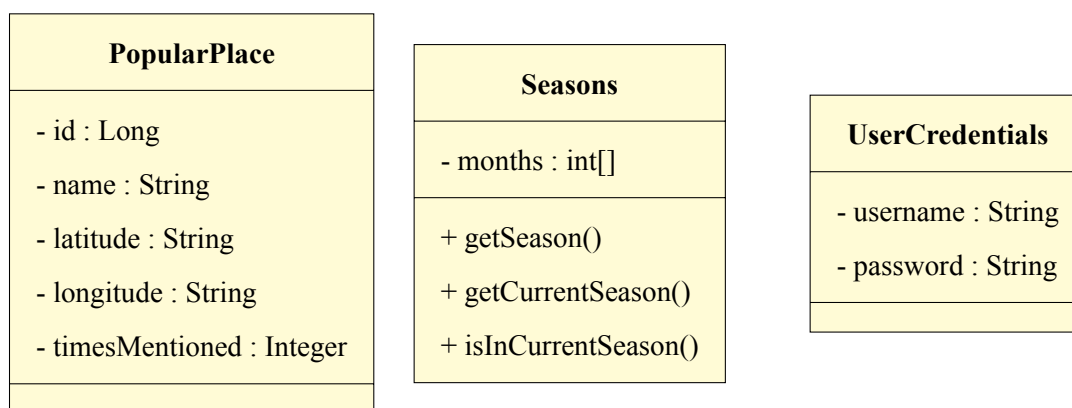 PopularPlace
- id : Long
- name : String
- latitude : String
- longitude : String
- timesMentioned : Integer
Seasons
- months : int[]
+ getSeason()
+ getCurrentSeason()
+ isInCurrentSeason()
UserCredentials
- username : String
- password : String